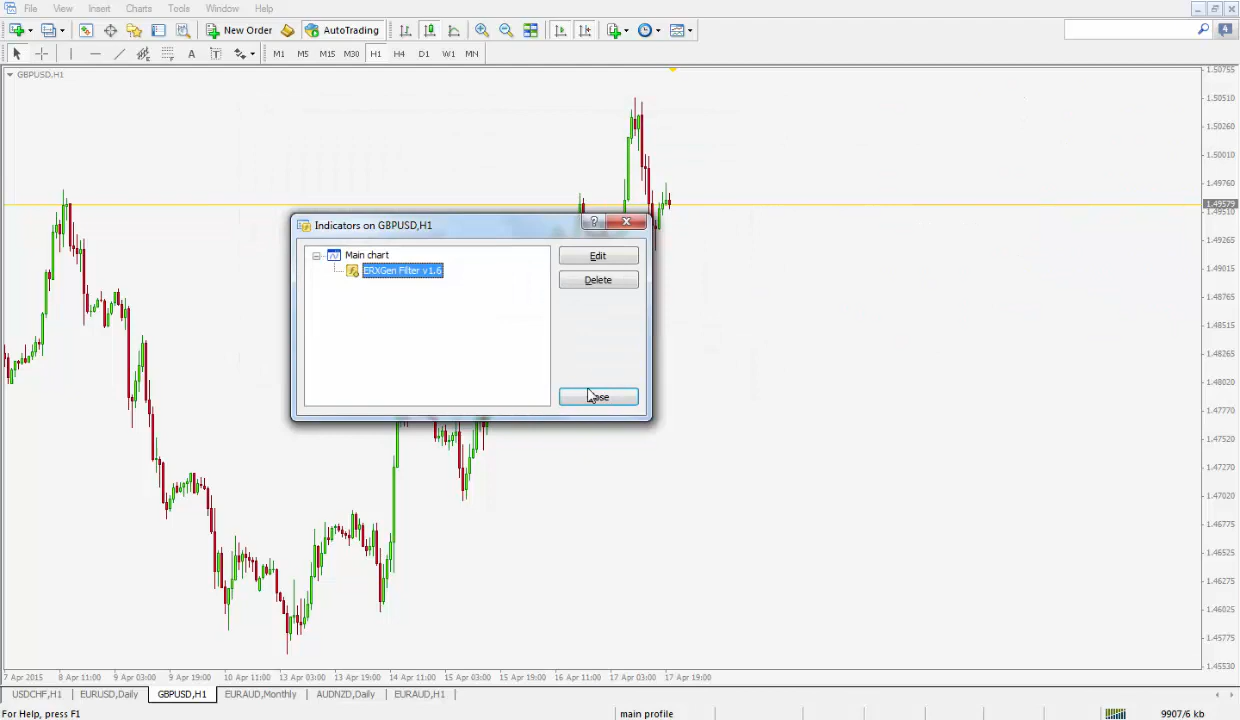 File View Insert Charts Tools Window Help
New Order AutoTrading 4
A T M1 M5 M15 M30 H1 H4 D1 W1 MN
GBPUSD,H1
1.50755
1.50510
1.50260
1.50010
1.49760
1.49579
1.49510
1.49265
1.49015
1.48765
1.48515
1.48265
1.48020
1.47770
1.47520
1.47270
1.47020
1.46775
1.46525
1.46275
1.46025
1.45775
1.45530
Indicators on GBPUSD,H1
Main chart
ERXGen Filter v1.6
Edit
Delete
7 Apr 2015 8 Apr 11:00 9 Apr 03:00 9 Apr 19:00 10 Apr 11:00 13 Apr 03:00 13 Apr 19:00 14 Apr 11:00 15 Apr 03:00 15 Apr 19:00 16 Apr 11:00 17 Apr 03:00 17 Apr 19:00
USDCHF,H1 EURUSD,Daily GBPUSD,H1 EURAUD,Monthly AUDNZD,Daily EURAUD,H1
For Help, press F1 main profile 9907/6 kb